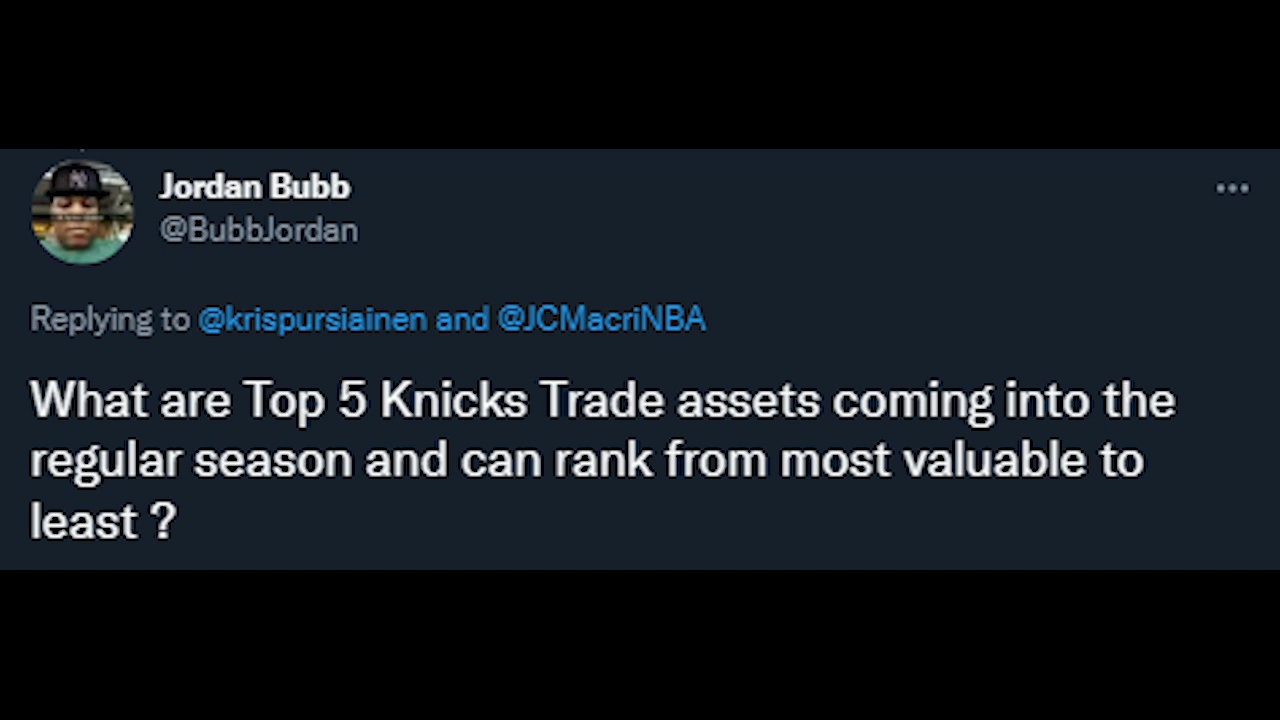 Jordan Bubb
@BubbJordan
Replying to @krispursiainen and @JCMacriNBA
What are Top 5 Knicks Trade assets coming into the
regular season and can rank from most valuable to
least ?